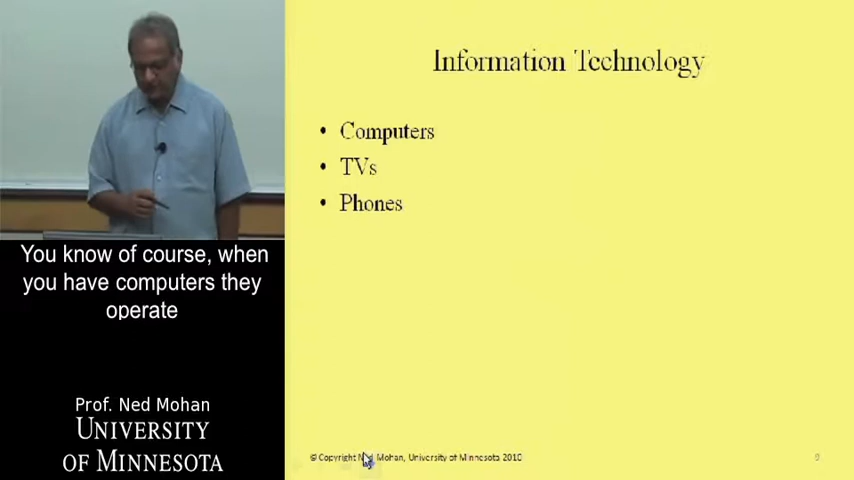 Information Technology
• Computers
• TVs
• Phones
You know of course, when
you have computers they
operate
Prof. Ned Mohan
UNIVERSITY
OF MINNESOTA
© Copyright Ned Mohan, University of Minnesota 2010